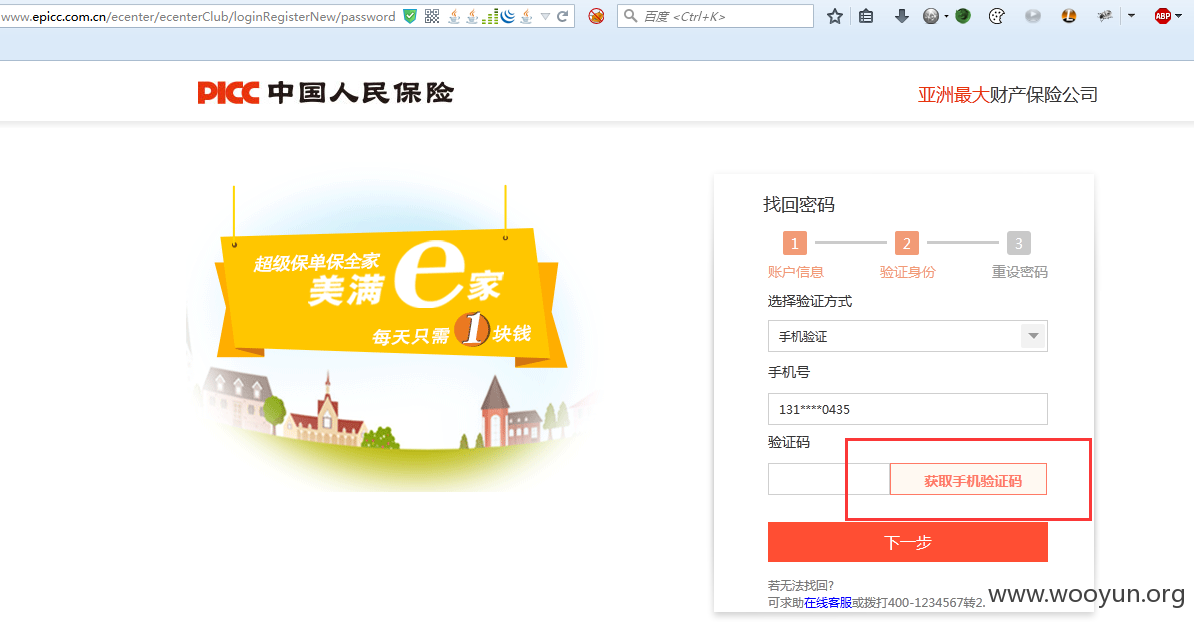 www.epicc.com.cn/ecenter/ecenterClub/loginRegisterNew/password
百度 <Ctrl+K>
ABP
PICC 中国人民保险
亚洲最大财产保险公司
超级保单保全家
美满e家
每天只需1块钱
找回密码
1 2 3
账户信息 验证身份 重设密码
选择验证方式
手机验证
手机号
131****0435
验证码
获取手机验证码
下一步
若无法找回?
可求助在线客服或拨打400-1234567转2.
www.wooyun.org